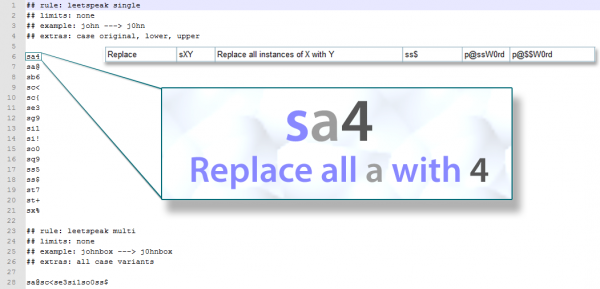 1 ## rule: leetspeak single
2 ## limits: none
3 ## example: john ---> j0hn
4 ## extras: case original, lower, upper
5
Replace sXY Replace all instances of X with Y ss$ p@ssW0rd p@$$W0rd
6 sa4
7 sa@
8 sb6
9 sc<
10 sc(
11 se3
12 sg9
13 si1
14 si!
15 so0
16 sq9
17 ss5
18 ss$
19 st7
20 st+
21 sx%
sa4
Replace all a with 4
22
23 ## rule: leetspeak multi
24 ## limits: none
25 ## example: johnbox ---> j0hnbox
26 ## extras: all case variants
27
28 sa@sc<se3si1so0ss$